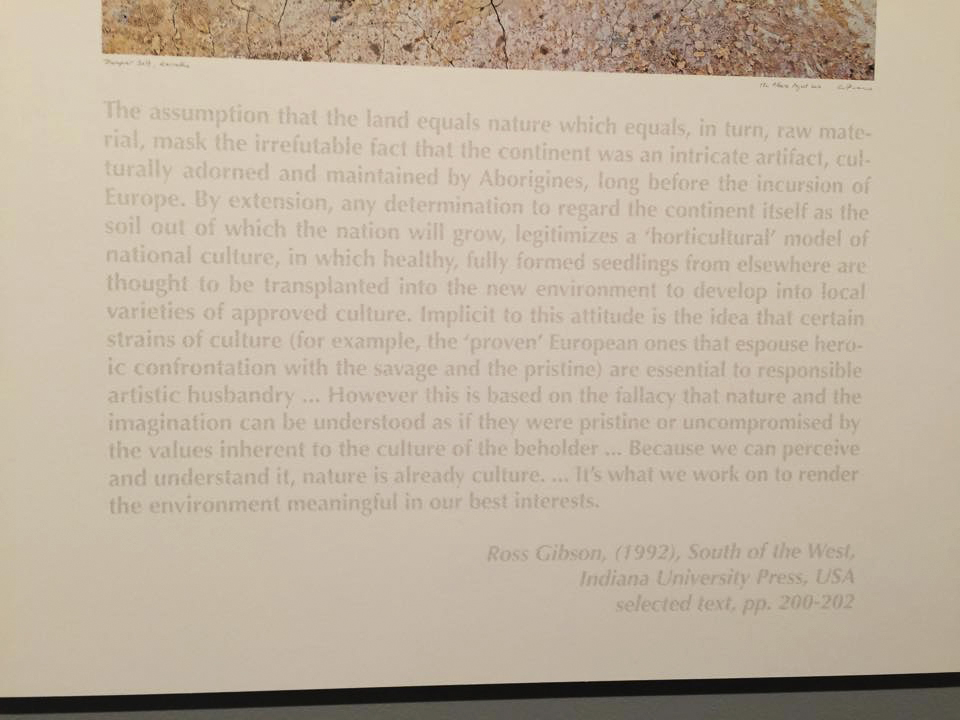 The assumption that the land equals nature which equals, in turn, raw mate-
rial, mask the irrefutable fact that the continent was an intricate artifact, cul-
turally adorned and maintained by Aborigines, long before the incursion of
Europe. By extension, any determination to regard the continent itself as the
soil out of which the nation will grow, legitimizes a ‘horticultural’ model of
national culture, in which healthy, fully formed seedlings from elsewhere are
thought to be transplanted into the new environment to develop into local
varieties of approved culture. Implicit to this attitude is the idea that certain
strains of culture (for example, the ‘proven’ European ones that espouse hero-
ic confrontation with the savage and the pristine) are essential to responsible
artistic husbandry ... However this is based on the fallacy that nature and the
imagination can be understood as if they were pristine or uncompromised by
the values inherent to the culture of the beholder ... Because we can perceive
and understand it, nature is already culture. ... It’s what we work on to render
the environment meaningful in our best interests.
Ross Gibson, (1992), South of the West,
Indiana University Press, USA
selected text, pp. 200-202